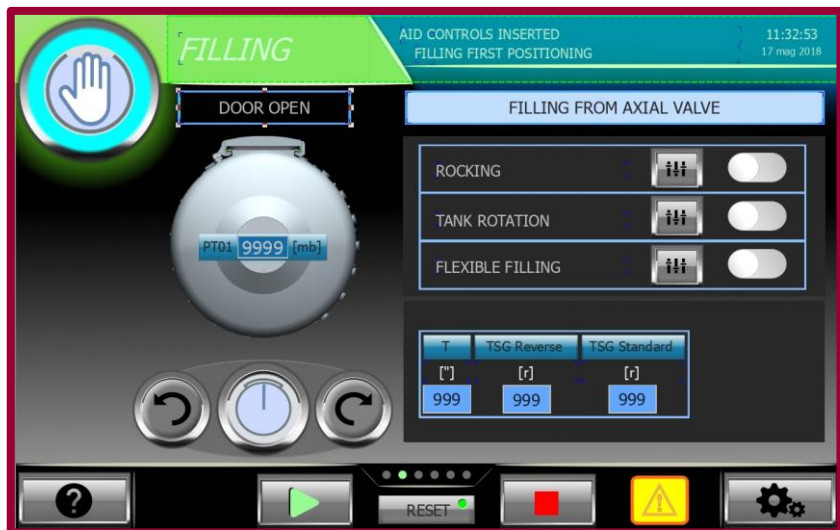 FILLING
AID CONTROLS INSERTED
FILLING FIRST POSITIONING
11:32:53
17 mag 2018
DOOR OPEN
FILLING FROM AXIAL VALVE
ROCKING
TANK ROTATION
FLEXIBLE FILLING
PT01 9999 [mb]
T TSG Reverse TSG Standard
["] [r] [r]
999 999 999
?
RESET